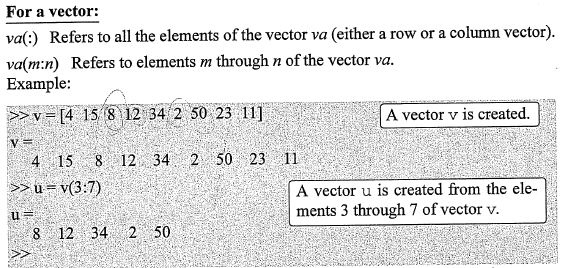 For a vector:
va(:) Refers to all the elements of the vector va (either a row or a column vector).
va(m:n) Refers to elements m through n of the vector va.
Example:
>> v = [4 15 8 12 34 2 50 23 11]
A vector v is created.
v =
4 15 8 12 34 2 50 23 11
>> u = v(3:7)
A vector u is created from the ele-
ments 3 through 7 of vector v.
u =
8 12 34 2 50
>>